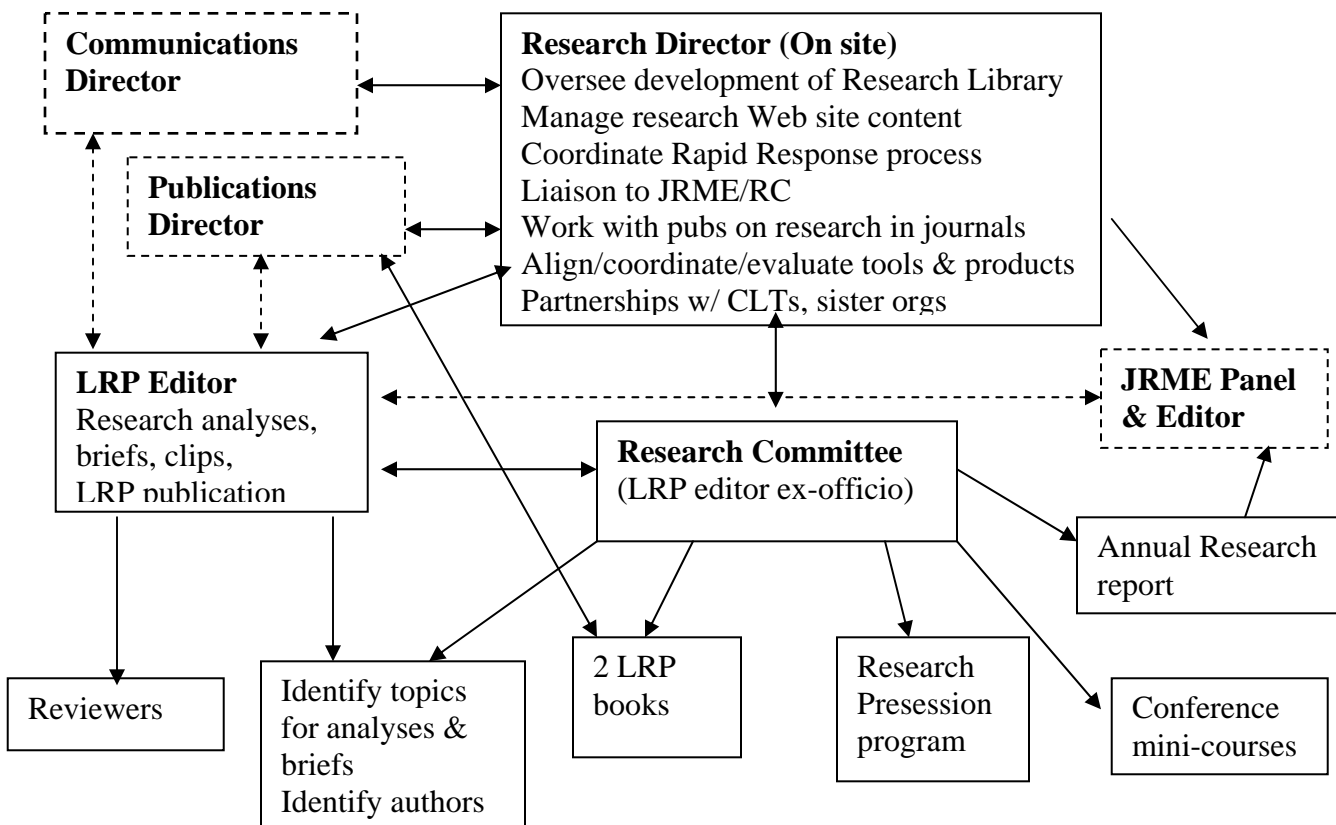 Communications
Director
Research Director (On site)
Oversee development of Research Library
Manage research Web site content
Coordinate Rapid Response process
Liaison to JRME/RC
Work with pubs on research in journals
Align/coordinate/evaluate tools & products
Partnerships w/ CLTs, sister orgs
Publications
Director
LRP Editor
Research analyses,
briefs, clips,
LRP publication
JRME Panel
& Editor
Research Committee
(LRP editor ex-officio)
Annual Research
report
Reviewers
Identify topics
for analyses &
briefs
Identify authors
2 LRP
books
Research
Presession
program
Conference
mini-courses